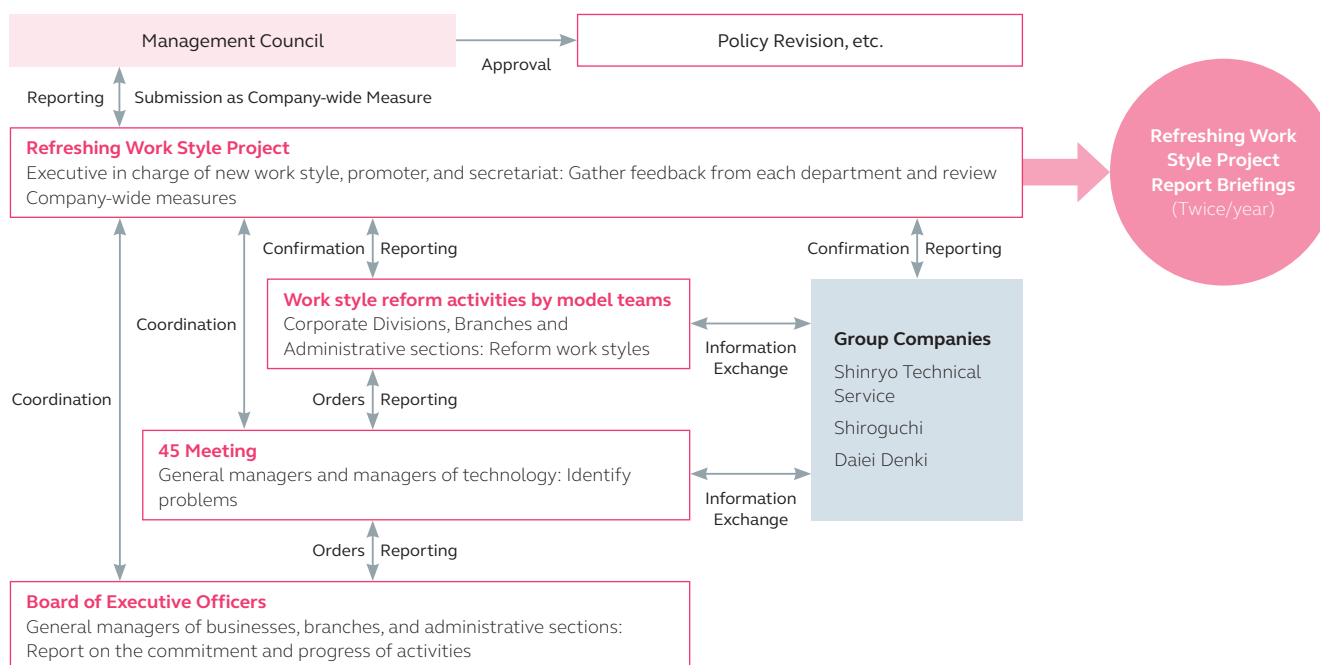 Management Council
Approval
Policy Revision, etc.
Reporting
Submission as Company-wide Measure
Refreshing Work Style Project
Executive in charge of new work style, promoter, and secretariat: Gather feedback from each department and review
Company-wide measures
Refreshing Work
Style Project
Report Briefings
(Twice/year)
Confirmation
Reporting
Confirmation
Reporting
Work style reform activities by model teams
Corporate Divisions, Branches and
Administrative sections: Reform work styles
Coordination
Information
Exchange
Group Companies
Shinryo Technical
Service
Shiroguchi
Daiei Denki
Coordination
Orders
Reporting
45 Meeting
General managers and managers of technology: Identify
problems
Information
Exchange
Orders
Reporting
Board of Executive Officers
General managers of businesses, branches, and administrative sections:
Report on the commitment and progress of activities